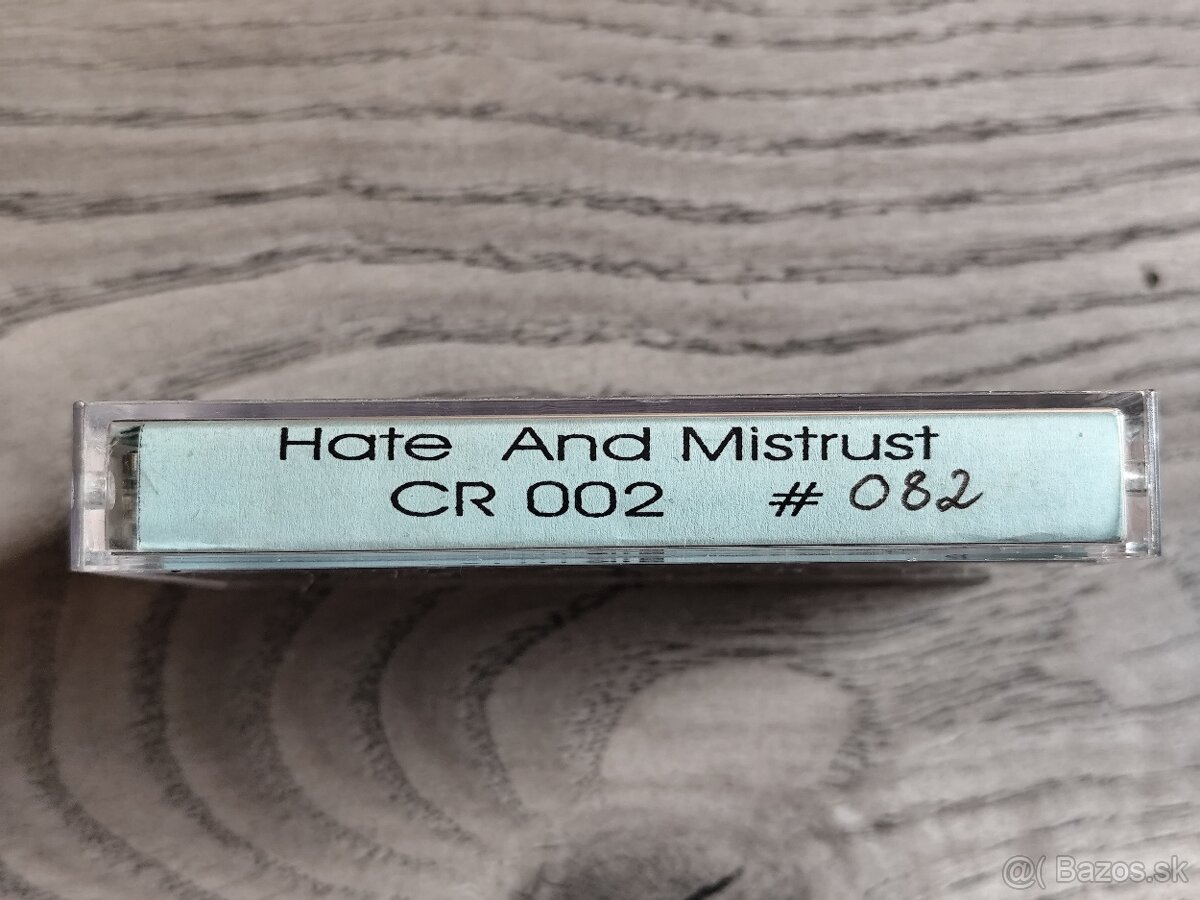 Hate And Mistrust
CR 002 # 082
@( Bazos.sk